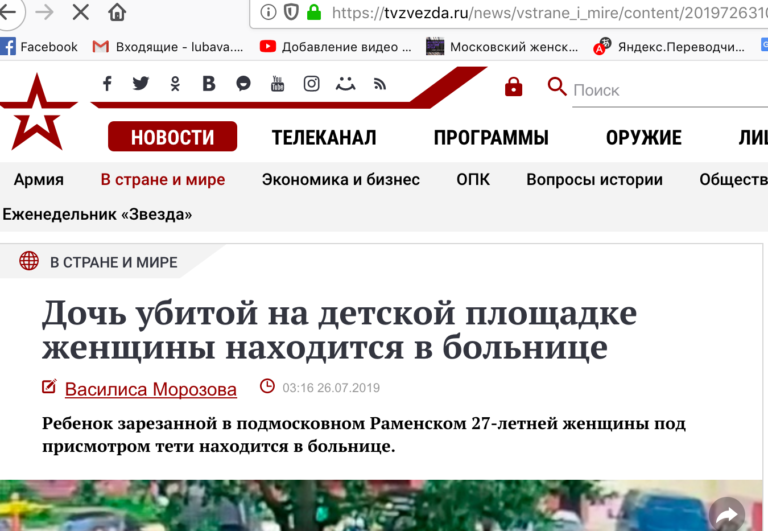 https://tvzvezda.ru/news/vstrane_i_mire/content/201972631
Facebook Входящие - lubava.... Добавление видео ... Московский женск... Яндекс.Переводчи...
Поиск
НОВОСТИ ТЕЛЕКАНАЛ ПРОГРАММЫ ОРУЖИЕ ЛИ
Армия В стране и мире Экономика и бизнес ОПК Вопросы истории Обществ
Еженедельник «Звезда»
В СТРАНЕ И МИРЕ
Дочь убитой на детской площадке
женщины находится в больнице
Василиса Морозова 03:16 26.07.2019
Ребенок зарезанной в подмосковном Раменском 27-летней женщины под
присмотром тети находится в больнице.